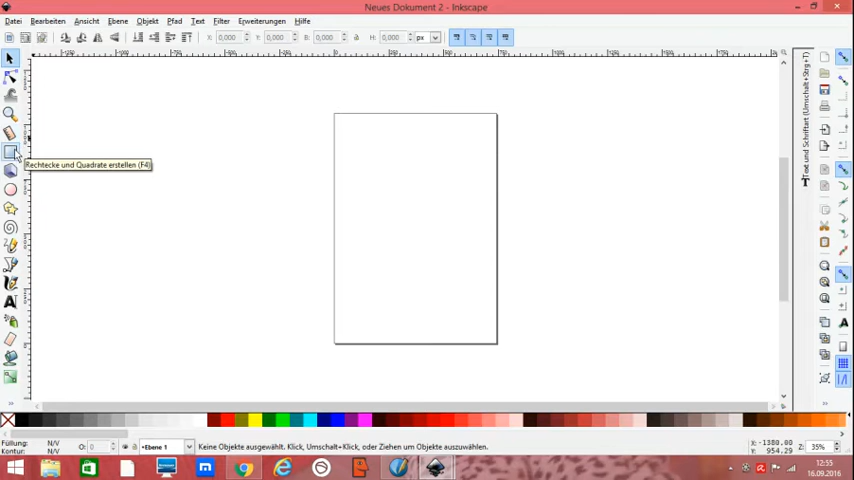 Neues Dokument 2 - Inkscape
Datei Bearbeiten Ansicht Ebene Objekt Pfad Text Filter Erweiterungen Hilfe
X: 0,000 Y: 0,000 B: 0,000 H: 0,000 px
Text und Schriftart (Umschalt+Strg+T)
Rechtecke und Quadrate erstellen (F4)
Füllung: N/V
Kontur: N/V
O: 0
•Ebene 1
Keine Objekte ausgewählt. Klick, Umschalt+Klick, oder Ziehen um Objekte auszuwählen.
X: -1380.00
Y: 954.29
Z: 35%
12:55
16.09.2016